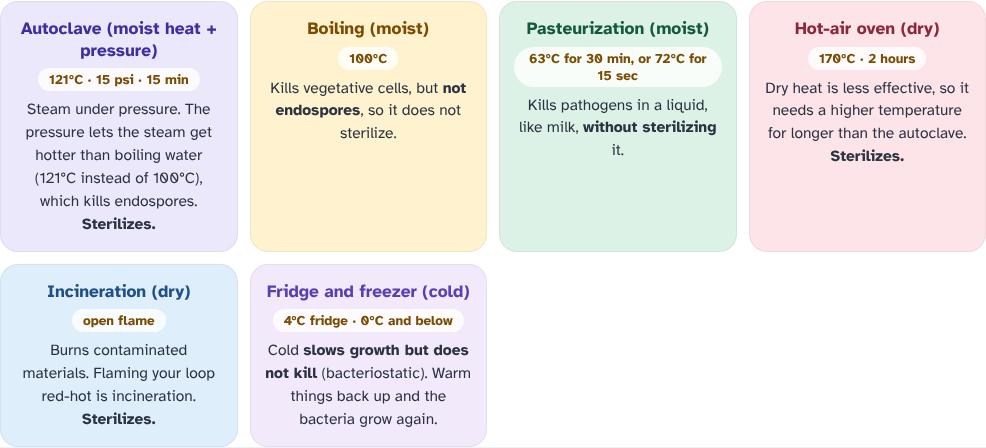 Autoclave (moist heat +
pressure)
121°C · 15 psi · 15 min
Steam under pressure. The
pressure lets the steam get
hotter than boiling water
(121°C instead of 100°C),
which kills endospores.
Sterilizes.
Boiling (moist)
100°C
Kills vegetative cells, but not
endospores, so it does not
sterilize.
Pasteurization (moist)
63°C for 30 min, or 72°C for
15 sec
Kills pathogens in a liquid,
like milk, without sterilizing
it.
Hot-air oven (dry)
170°C · 2 hours
Dry heat is less effective, so it
needs a higher temperature
for longer than the autoclave.
Sterilizes.
Incineration (dry)
open flame
Burns contaminated
materials. Flaming your loop
red-hot is incineration.
Sterilizes.
Fridge and freezer (cold)
4°C fridge · 0°C and below
Cold slows growth but does
not kill (bacteriostatic). Warm
things back up and the
bacteria grow again.